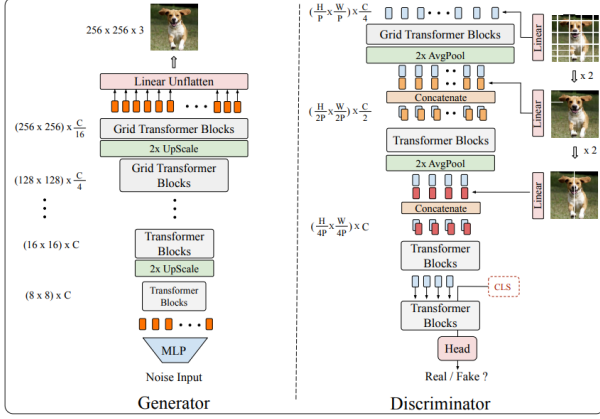 256 x 256 x 3
Linear Unflatten
(256 x 256) x C/16
Grid Transformer Blocks
2x UpScale
(128 x 128) x C/4
Grid Transformer
Blocks
(16 x 16) x C
Transformer
Blocks
2x UpScale
(8 x 8) x C
Transformer
Blocks
MLP
Noise Input
Generator
(H/P x W/P) x C/4
Linear
Grid Transformer Blocks
2x AvgPool
x 2
(H/2P x W/2P) x C/2
Concatenate
Linear
Transformer
Blocks
2x AvgPool
x 2
Linear
Concatenate
(H/4P x W/4P) x C
Transformer
Blocks
CLS
Transformer
Blocks
Head
Real / Fake ?
Discriminator